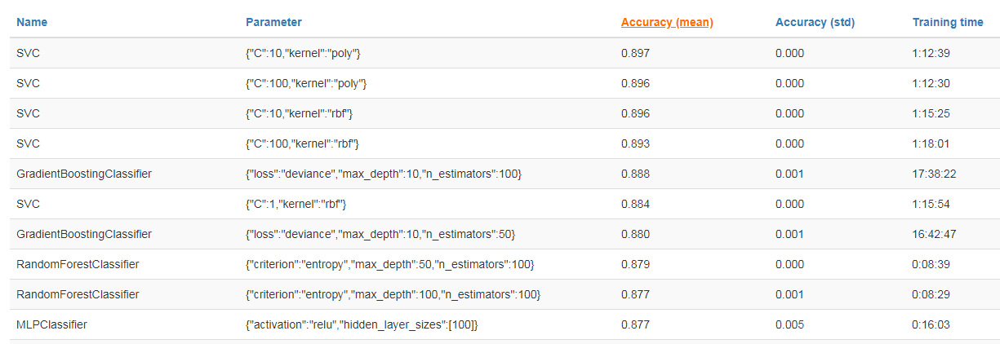 Name Parameter Accuracy (mean) Accuracy (std) Training time
SVC {"C":10,"kernel":"poly"} 0.897 0.000 1:12:39
SVC {"C":100,"kernel":"poly"} 0.896 0.000 1:12:30
SVC {"C":10,"kernel":"rbf"} 0.896 0.000 1:15:25
SVC {"C":100,"kernel":"rbf"} 0.893 0.000 1:18:01
GradientBoostingClassifier {"loss":"deviance","max_depth":10,"n_estimators":100} 0.888 0.001 17:38:22
SVC {"C":1,"kernel":"rbf"} 0.884 0.000 1:15:54
GradientBoostingClassifier {"loss":"deviance","max_depth":10,"n_estimators":50} 0.880 0.001 16:42:47
RandomForestClassifier {"criterion":"entropy","max_depth":50,"n_estimators":100} 0.879 0.000 0:08:39
RandomForestClassifier {"criterion":"entropy","max_depth":100,"n_estimators":100} 0.877 0.001 0:08:29
MLPClassifier {"activation":"relu","hidden_layer_sizes":[100]} 0.877 0.005 0:16:03